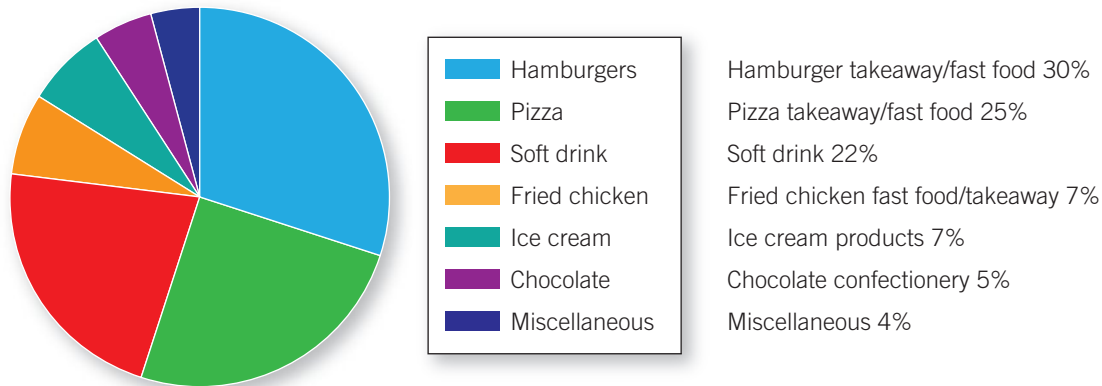 Hamburgers
Pizza
Soft drink
Fried chicken
Ice cream
Chocolate
Miscellaneous
Hamburger takeaway/fast food 30%
Pizza takeaway/fast food 25%
Soft drink 22%
Fried chicken fast food/takeaway 7%
Ice cream products 7%
Chocolate confectionery 5%
Miscellaneous 4%